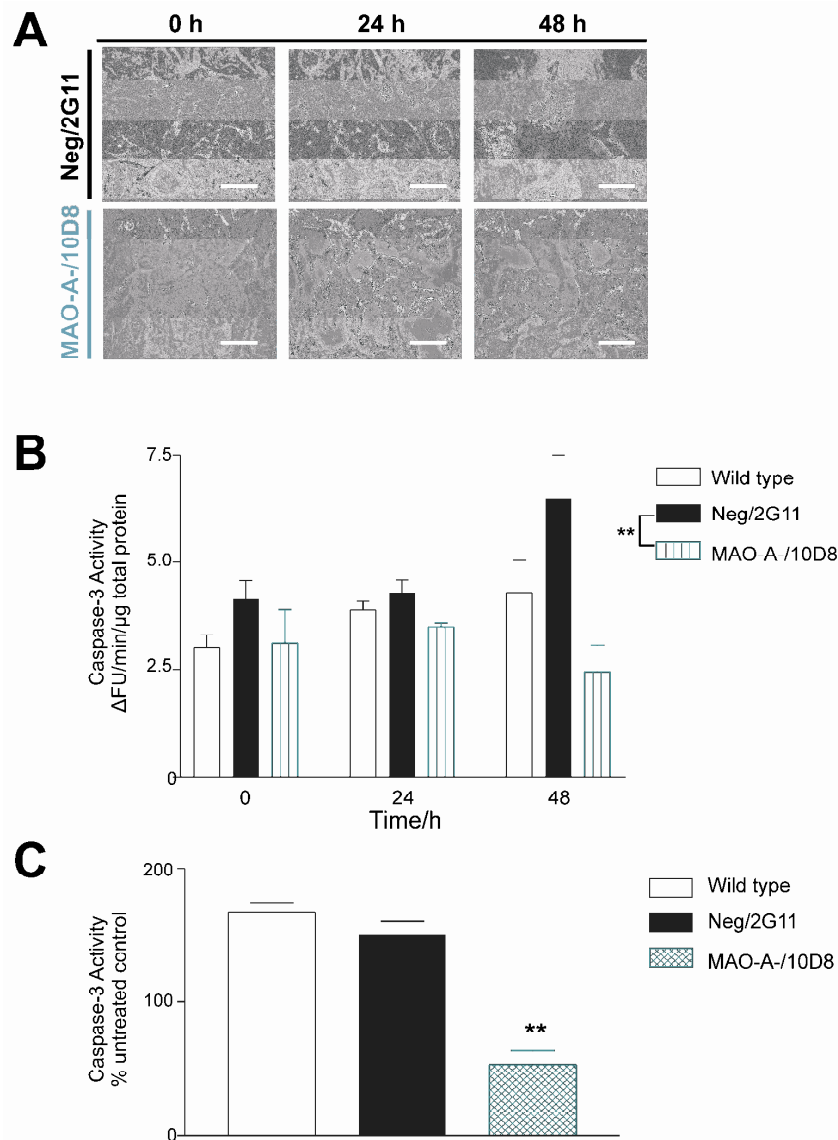 A
0 h 24 h 48 h
Neg/2G11
MAO-A-/10D8
B
7.5
5.0
2.5
0
Caspase-3 Activity
ΔFU/min/µg total protein
0 24 48
Time/h
Wild type
Neg/2G11
MAO-A-/10D8
**
C
200
100
0
Caspase-3 Activity
% untreated control
**
Wild type
Neg/2G11
MAO-A-/10D8